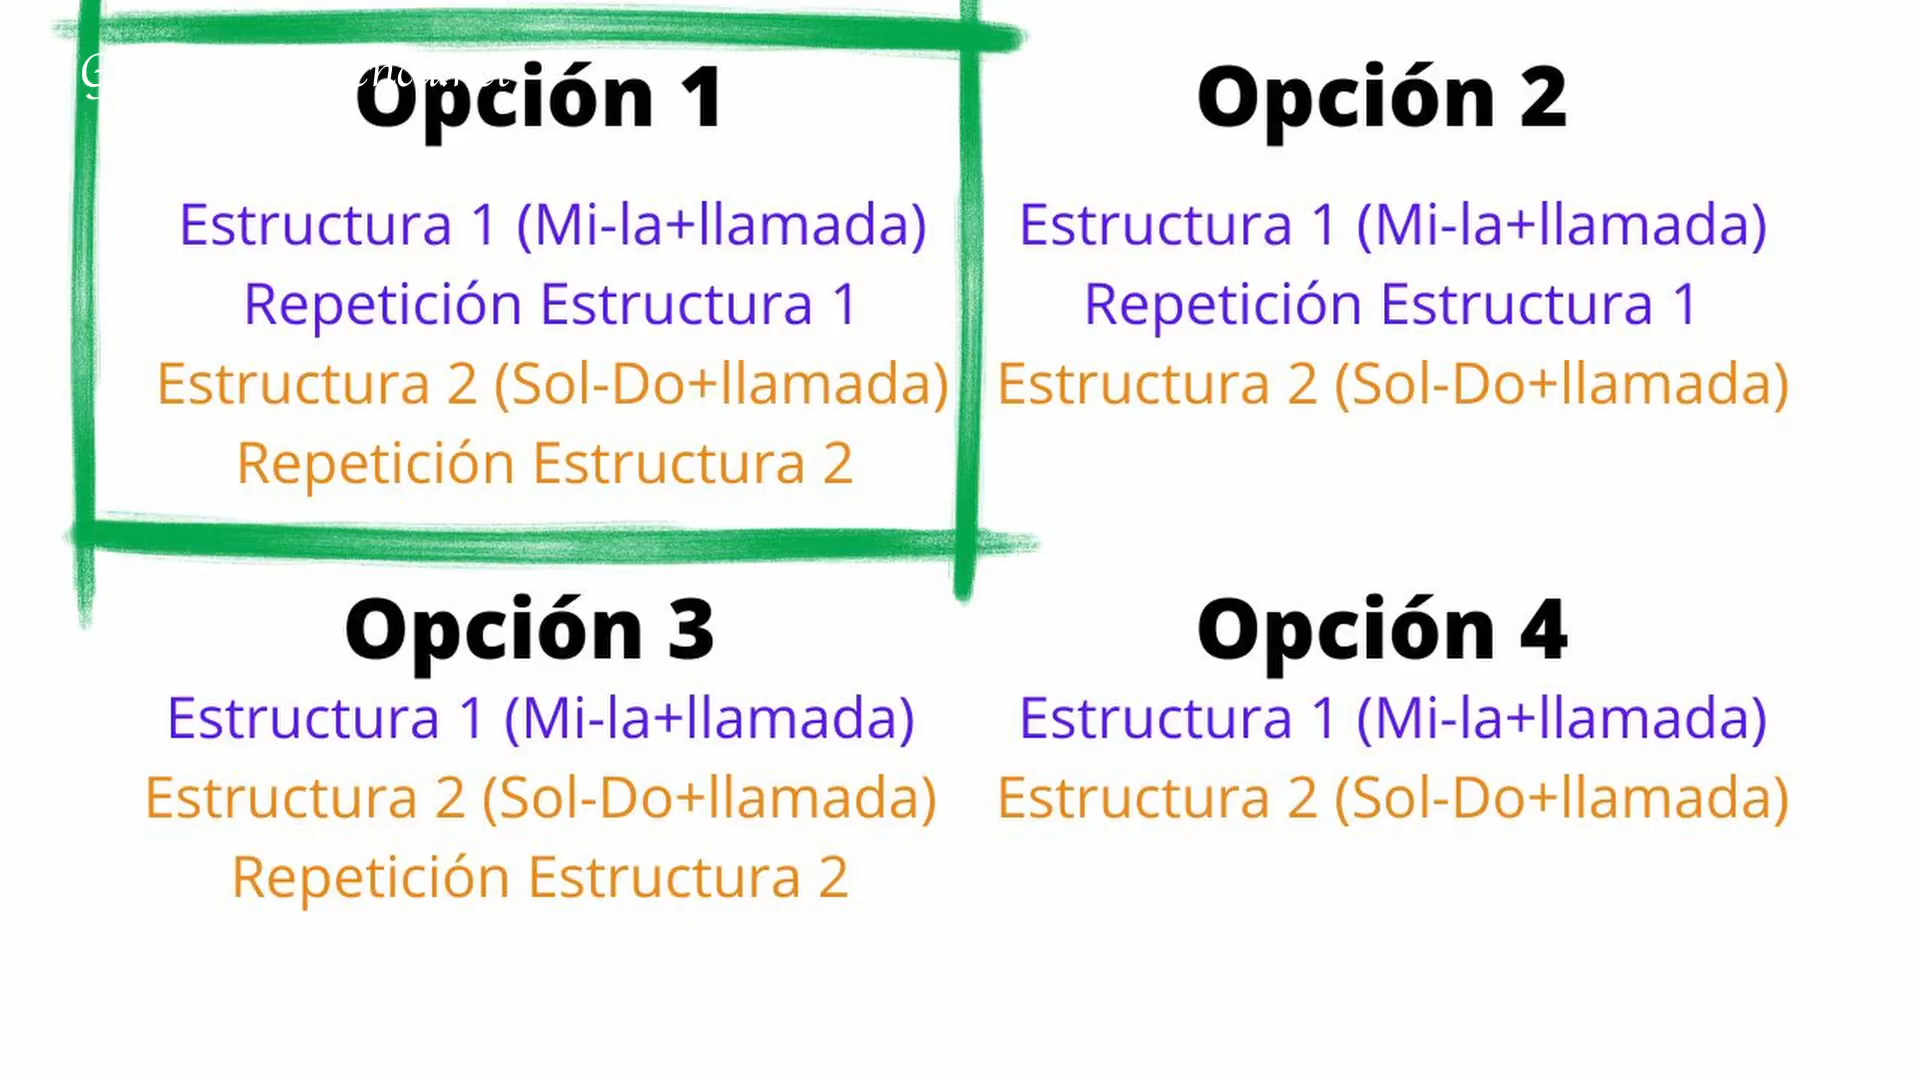 Opción 1
Estructura 1 (Mi-la+llamada)
Repetición Estructura 1
Estructura 2 (Sol-Do+llamada)
Repetición Estructura 2
Opción 2
Estructura 1 (Mi-la+llamada)
Repetición Estructura 1
Estructura 2 (Sol-Do+llamada)
Opción 3
Estructura 1 (Mi-la+llamada)
Estructura 2 (Sol-Do+llamada)
Repetición Estructura 2
Opción 4
Estructura 1 (Mi-la+llamada)
Estructura 2 (Sol-Do+llamada)